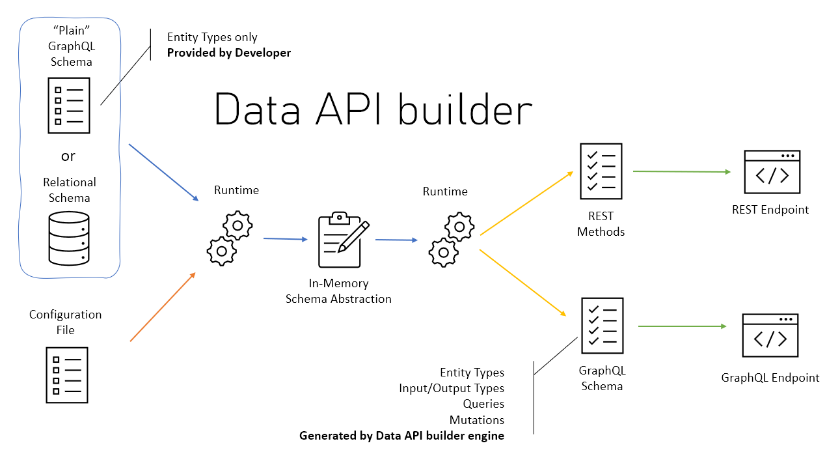 “Plain”
GraphQL
Schema
Entity Types only
Provided by Developer
Data API builder
or
Relational
Schema
Runtime
Runtime
REST
Methods
REST Endpoint
In-Memory
Schema Abstraction
Configuration
File
GraphQL
Schema
GraphQL Endpoint
Entity Types
Input/Output Types
Queries
Mutations
Generated by Data API builder engine